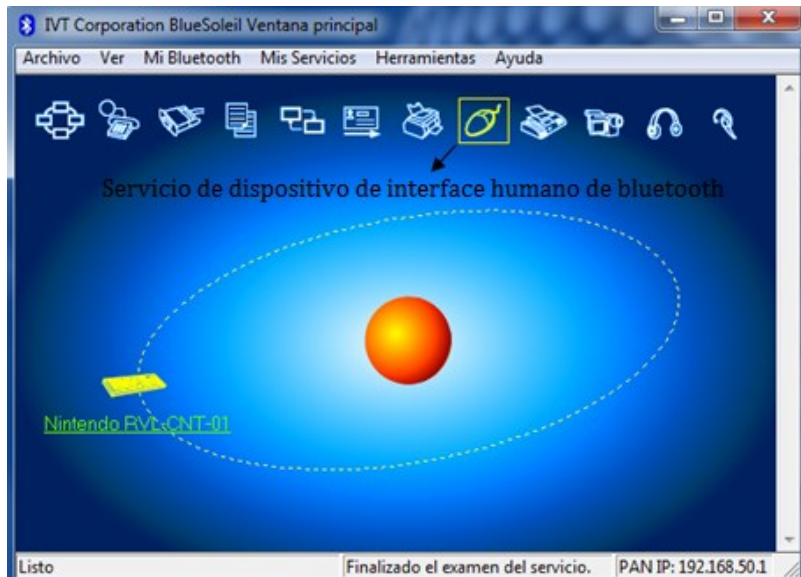 IVT Corporation BlueSoleil Ventana principal
Archivo Ver Mi Bluetooth Mis Servicios Herramientas Ayuda
Servicio de dispositivo de interface humano de bluetooth
Nintendo RVL-CNT-01
Listo Finalizado el examen del servicio. PAN IP: 192.168.50.1